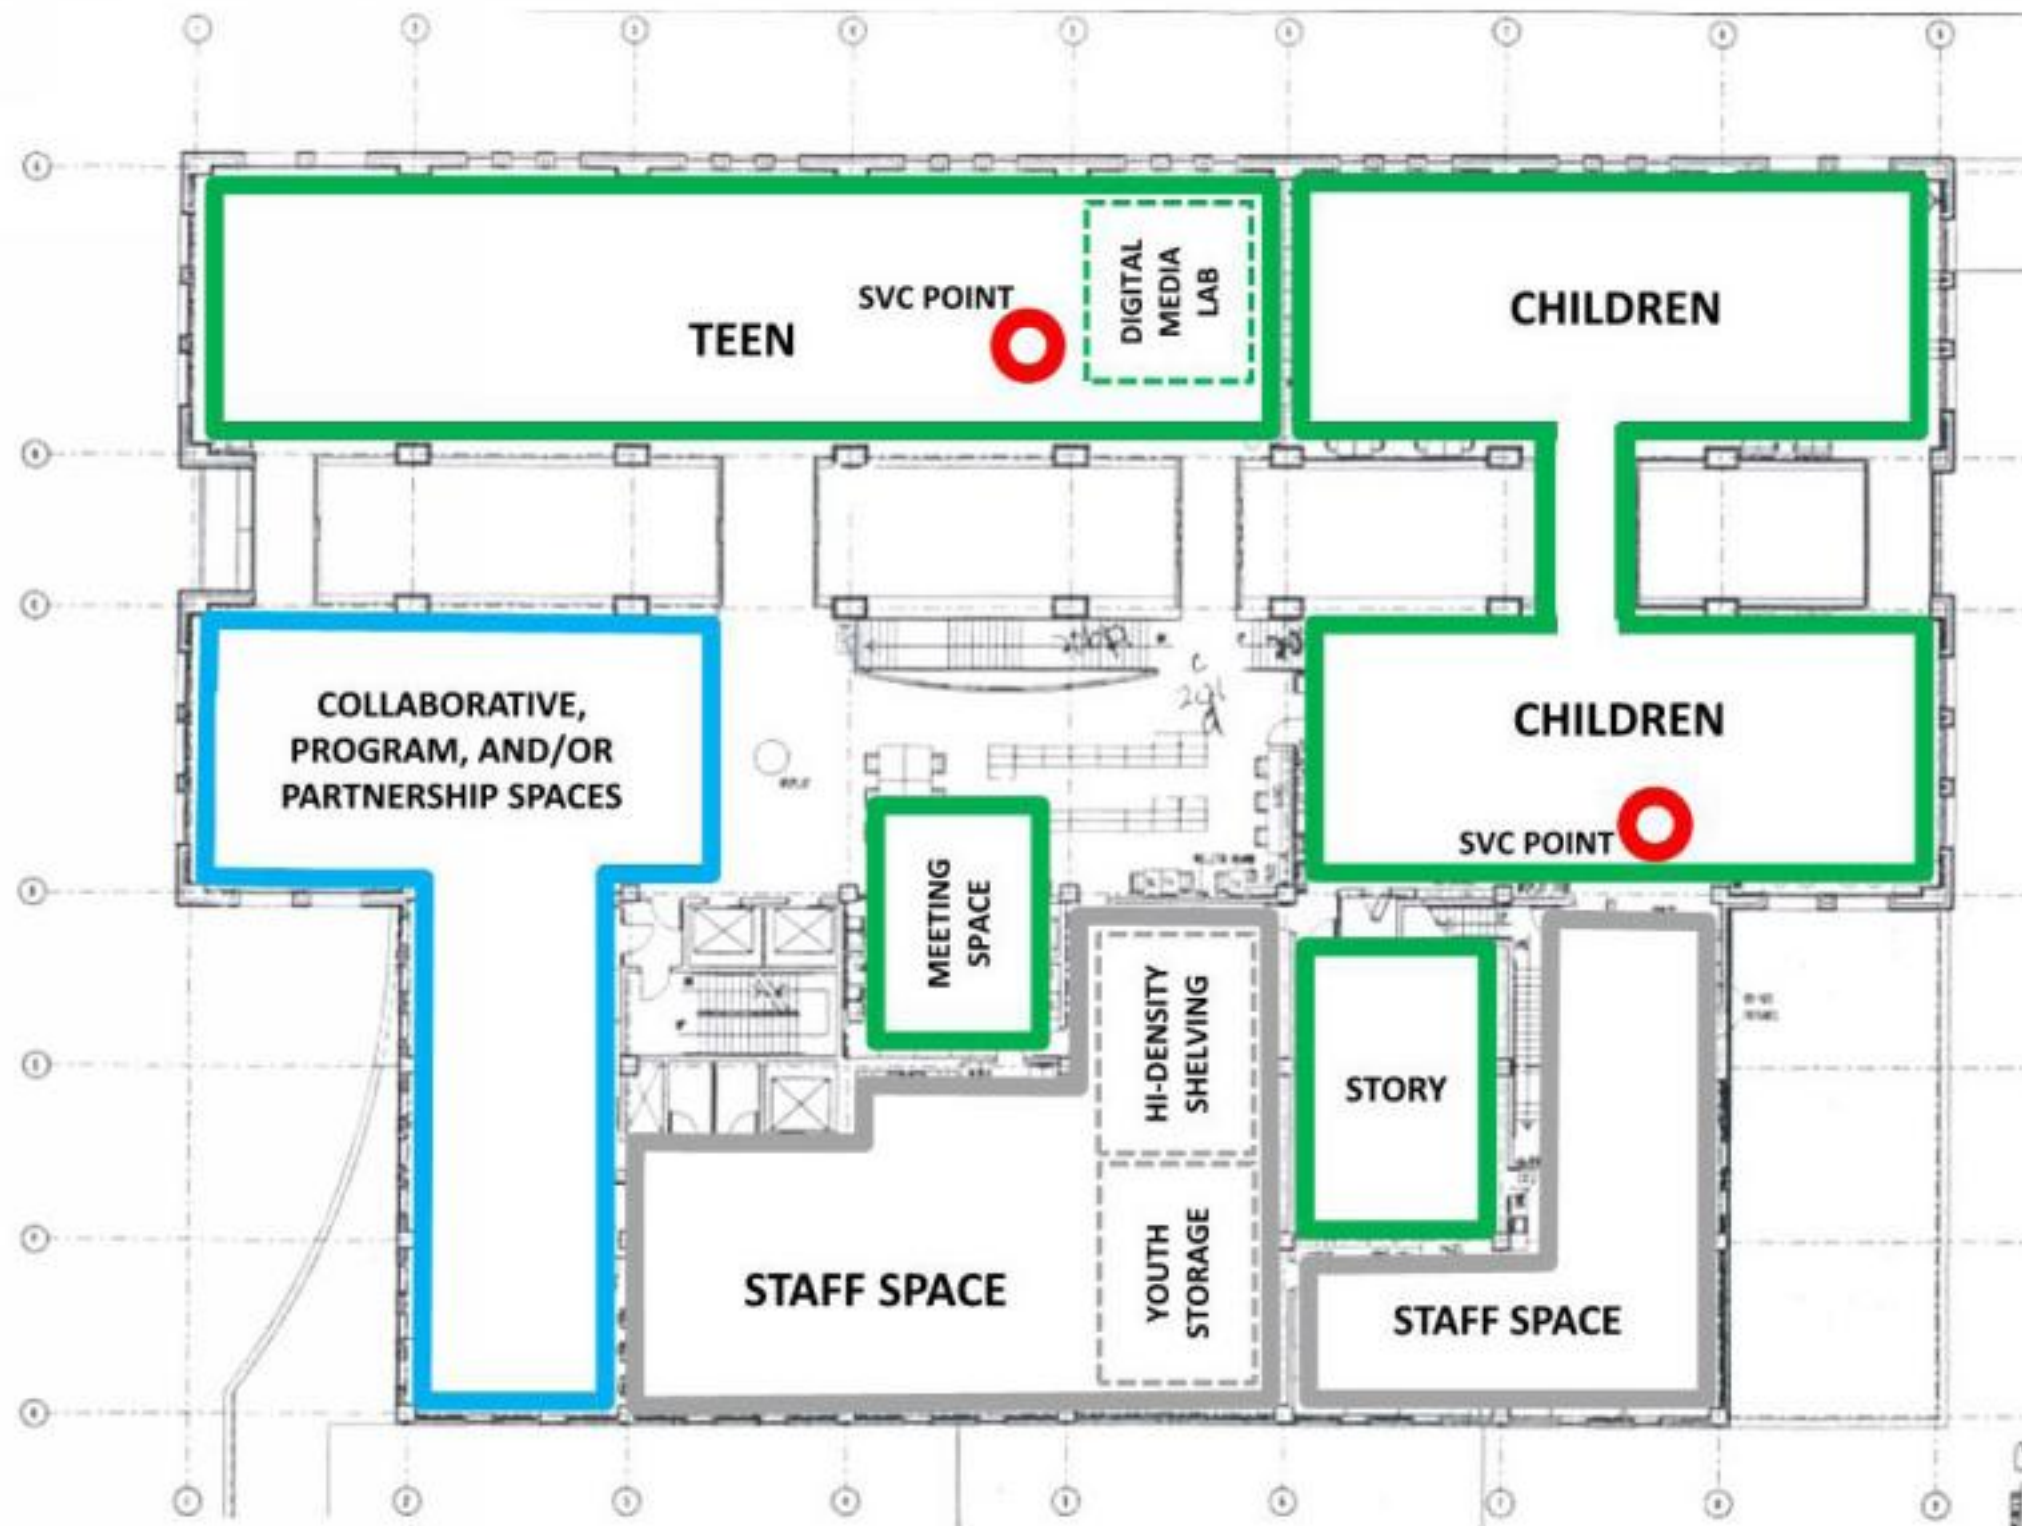 TEEN
SVC POINT
DIGITAL
MEDIA
LAB
CHILDREN
COLLABORATIVE,
PROGRAM, AND/OR
PARTNERSHIP SPACES
CHILDREN
SVC POINT
MEETING
SPACE
HI-DENSITY
SHELVING
STORY
YOUTH
STORAGE
STAFF SPACE
STAFF SPACE